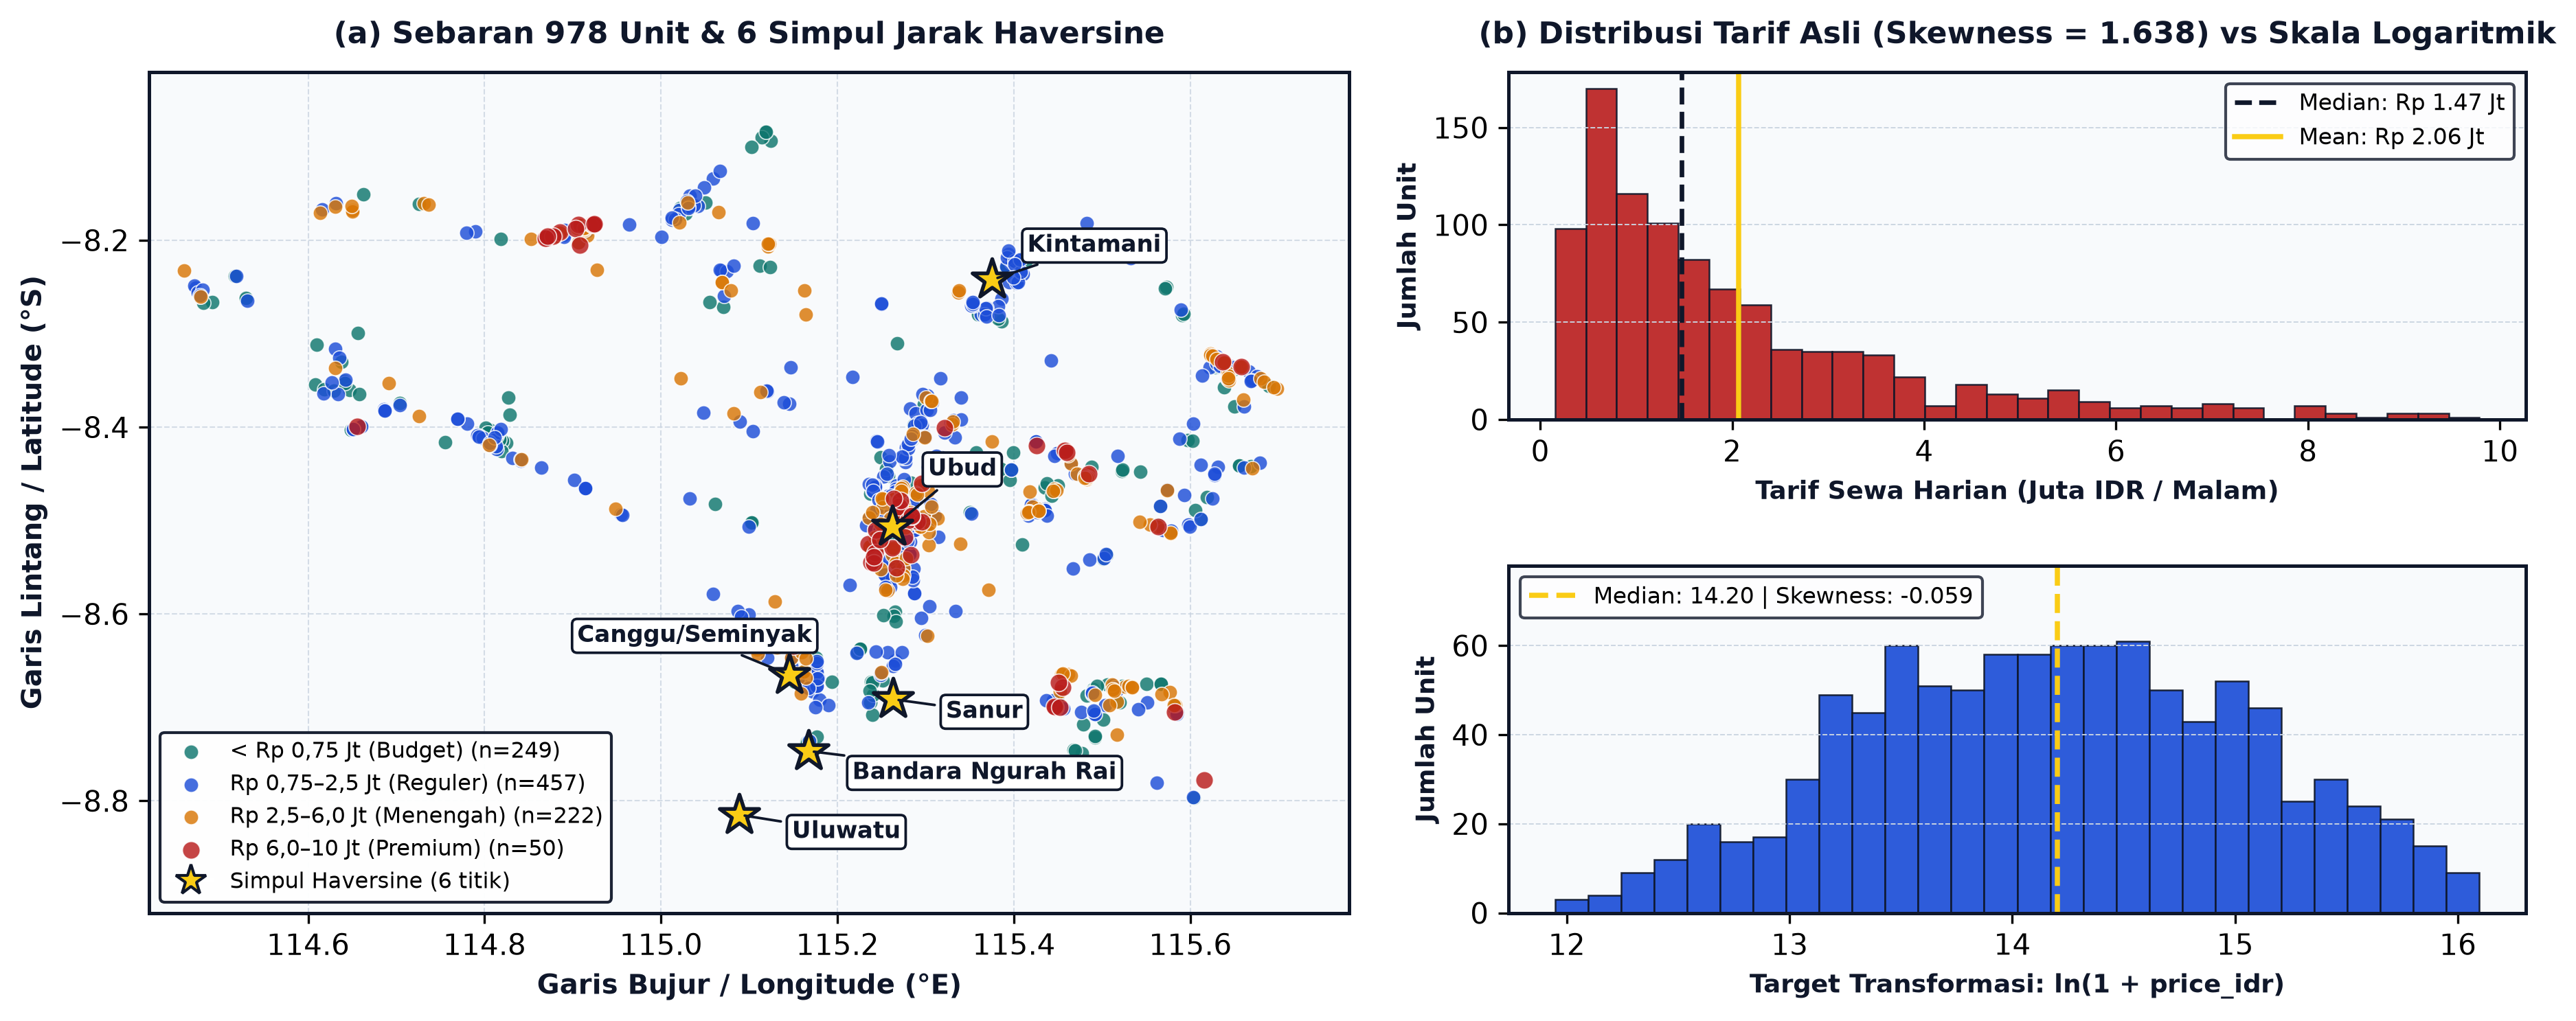 (a) Sebaran 978 Unit & 6 Simpul Jarak Haversine
Garis Lintang / Latitude (°S)
−8.2
−8.4
−8.6
−8.8
Kintamani
Ubud
Canggu/Seminyak
Sanur
Bandara Ngurah Rai
Uluwatu
< Rp 0,75 Jt (Budget) (n=249)
Rp 0,75–2,5 Jt (Reguler) (n=457)
Rp 2,5–6,0 Jt (Menengah) (n=222)
Rp 6,0–10 Jt (Premium) (n=50)
Simpul Haversine (6 titik)
114.6 114.8 115.0 115.2 115.4 115.6
Garis Bujur / Longitude (°E)
(b) Distribusi Tarif Asli (Skewness = 1.638) vs Skala Logaritmik
Jumlah Unit
150
100
50
0
Median: Rp 1.47 Jt
Mean: Rp 2.06 Jt
0 2 4 6 8 10
Tarif Sewa Harian (Juta IDR / Malam)
Jumlah Unit
60
40
20
0
Median: 14.20 | Skewness: -0.059
12 13 14 15 16
Target Transformasi: ln(1 + price_idr)